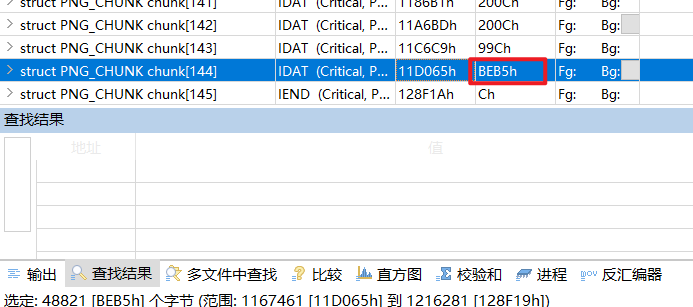 struct PNG_CHUNK chunk[141] IDAT (Critical, P... 1186B1h 200Ch Fg: Bg:
struct PNG_CHUNK chunk[142] IDAT (Critical, P... 11A6BDh 200Ch Fg: Bg:
struct PNG_CHUNK chunk[143] IDAT (Critical, P... 11C6C9h 99Ch Fg: Bg:
struct PNG_CHUNK chunk[144] IDAT (Critical, P... 11D065h BEB5h Fg: Bg:
struct PNG_CHUNK chunk[145] IEND (Critical, P... 128F1Ah Ch Fg: Bg:
查找结果
地址 值
输出 查找结果 多文件中查找 比较 直方图 校验和 进程 反汇编器
选定: 48821 [BEB5h] 个字节 (范围: 1167461 [11D065h] 到 1216281 [128F19h])